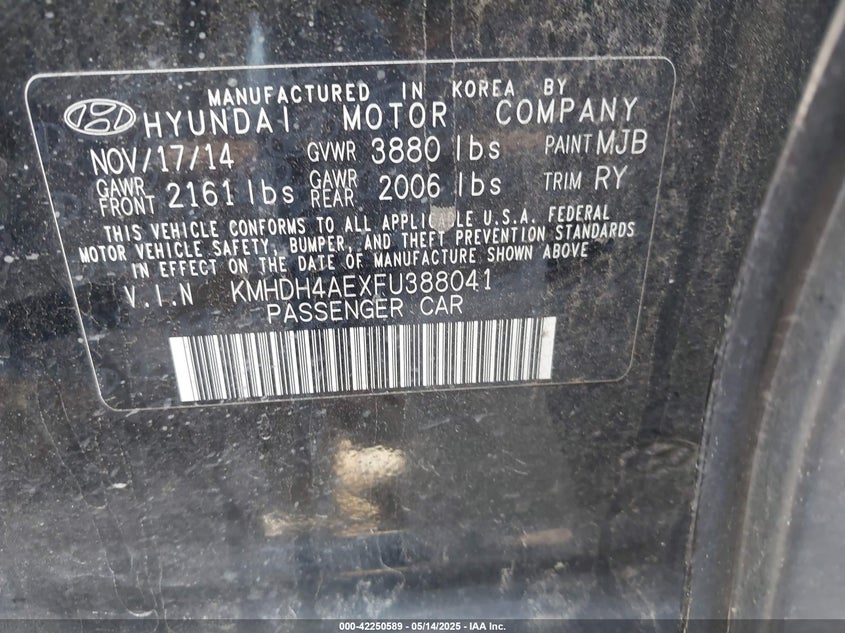 MANUFACTURED IN KOREA BY
HYUNDAI MOTOR COMPANY
NOV/17/14 GVWR 3880 lbs PAINT MJB
GAWR FRONT 2161 lbs GAWR REAR 2006 lbs TRIM RY
THIS VEHICLE CONFORMS TO ALL APPLICABLE U.S.A. FEDERAL
MOTOR VEHICLE SAFETY, BUMPER, AND THEFT PREVENTION STANDARDS
IN EFFECT ON THE DATE OF MANUFACTURE SHOWN ABOVE
V.I.N KMHDH4AEXFU388041
PASSENGER CAR
000-42250589 — 05/14/2025 — IAA Inc.